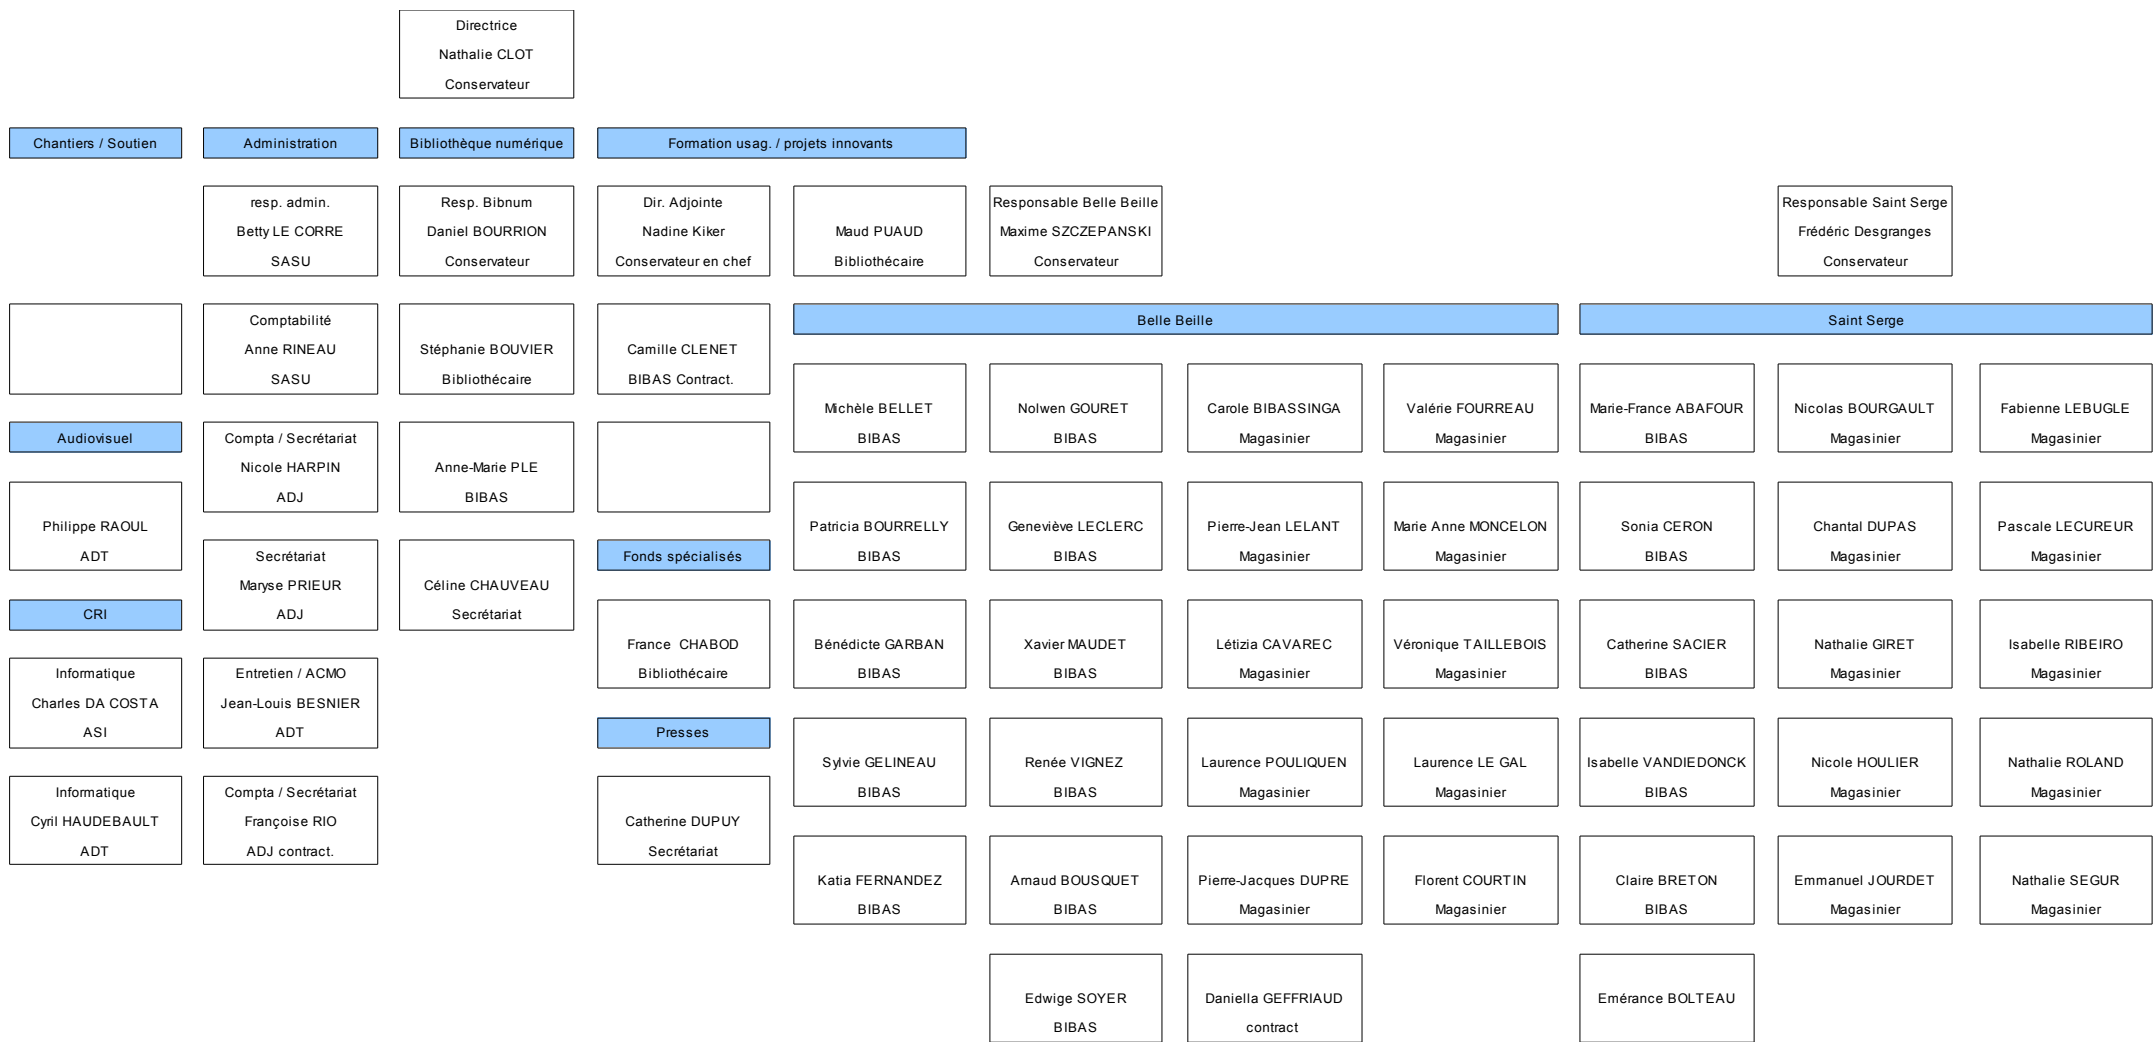 Directrice
Nathalie CLOT
Conservateur
Chantiers / Soutien
Administration
Bibliothèque numérique
Formation usag. / projets innovants
resp. admin.
Betty LE CORRE
SASU
Resp. Bibnum
Daniel BOURRION
Conservateur
Dir. Adjointe
Nadine Kiker
Conservateur en chef
Maud PUAUD
Bibliothécaire
Responsable Belle Beille
Maxime SZCZEPANSKI
Conservateur
Responsable Saint Serge
Frédéric Desgranges
Conservateur
Comptabilité
Anne RINEAU
SASU
Stéphanie BOUVIER
Bibliothécaire
Camille CLENET
BIBAS Contract.
Belle Beille
Saint Serge
Michèle BELLET
BIBAS
Nolwen GOURET
BIBAS
Carole BIBASSINGA
Magasinier
Valérie FOURREAU
Magasinier
Marie-France ABAFOUR
BIBAS
Nicolas BOURGAULT
Magasinier
Fabienne LEBUGLE
Magasinier
Audiovisuel
Compta / Secrétariat
Nicole HARPIN
ADJ
Anne-Marie PLE
BIBAS
Philippe RAOUL
ADT
Patricia BOURRELLY
BIBAS
Geneviève LECLERC
BIBAS
Pierre-Jean LELANT
Magasinier
Marie Anne MONCELON
Magasinier
Sonia CERON
BIBAS
Chantal DUPAS
Magasinier
Pascale LECUREUR
Magasinier
Secrétariat
Maryse PRIEUR
ADJ
Céline CHAUVEAU
Secrétariat
Fonds spécialisés
CRI
France  CHABOD
Bibliothécaire
Bénédicte GARBAN
BIBAS
Xavier MAUDET
BIBAS
Létizia CAVAREC
Magasinier
Véronique TAILLEBOIS
Magasinier
Catherine SACIER
BIBAS
Nathalie GIRET
Magasinier
Isabelle RIBEIRO
Magasinier
Informatique
Charles DA COSTA
ASI
Entretien / ACMO
Jean-Louis BESNIER
ADT
Presses
Sylvie GELINEAU
BIBAS
Renée VIGNEZ
BIBAS
Laurence POULIQUEN
Magasinier
Laurence LE GAL
Magasinier
Isabelle VANDIEDONCK
BIBAS
Nicole HOULIER
Magasinier
Nathalie ROLAND
Magasinier
Informatique
Cyril HAUDEBAULT
ADT
Compta / Secrétariat
Françoise RIO
ADJ contract.
Catherine DUPUY
Secrétariat
Katia FERNANDEZ
BIBAS
Arnaud BOUSQUET
BIBAS
Pierre-Jacques DUPRE
Magasinier
Florent COURTIN
Magasinier
Claire BRETON
BIBAS
Emmanuel JOURDET
Magasinier
Nathalie SEGUR
Magasinier
Edwige SOYER
BIBAS
Daniella GEFFRIAUD
contract
Emérance BOLTEAU